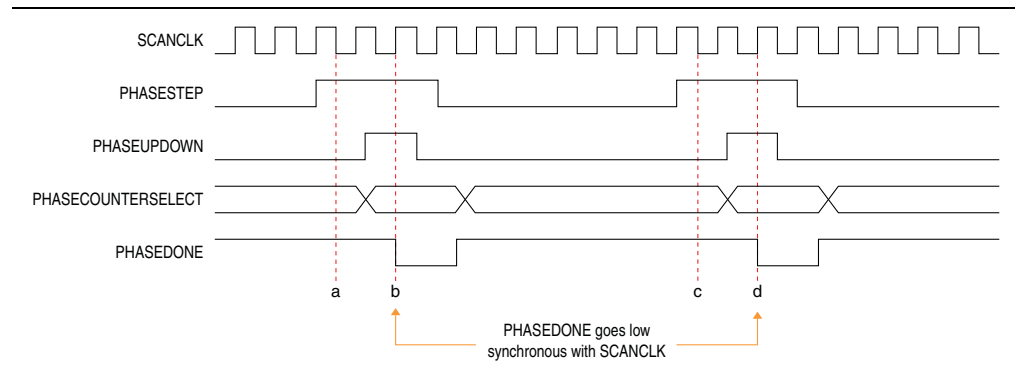 SCANCLK
PHASESTEP
PHASEUPDOWN
PHASECOUNTERSELECT
PHASEDONE
a b c d
PHASEDONE goes low
synchronous with SCANCLK